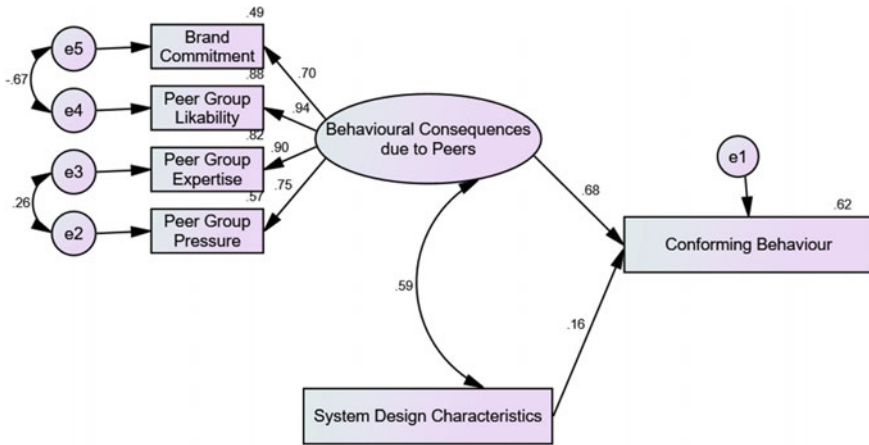 .49
e5
Brand
Commitment
-.67
.88
.70
e4
Peer Group
Likability
.94
.82
e3
Peer Group
Expertise
.90
.26
.57
.75
e2
Peer Group
Pressure
Behavioural Consequences
due to Peers
e1
.68
.62
Conforming Behaviour
.59
.16
System Design Characteristics